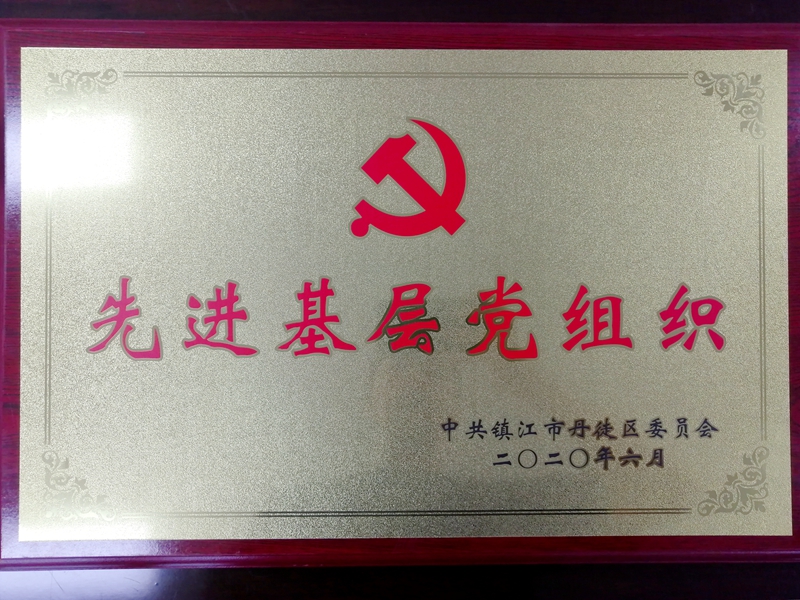 先进基层党组织
中共镇江市丹徒区委员会
二〇二〇年六月